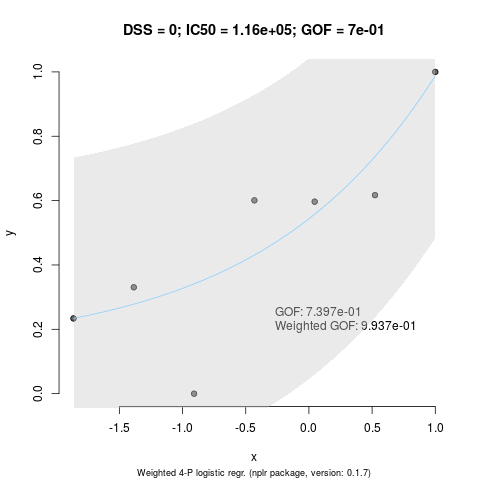 DSS = 0; IC50 = 1.16e+05; GOF = 7e-01
1.0
0.8
0.6
0.4
0.2
0.0
y
GOF: 7.397e-01
Weighted GOF: 9.937e-01
-1.5 -1.0 -0.5 0.0 0.5 1.0
x
Weighted 4-P logistic regr. (nplr package, version: 0.1.7)